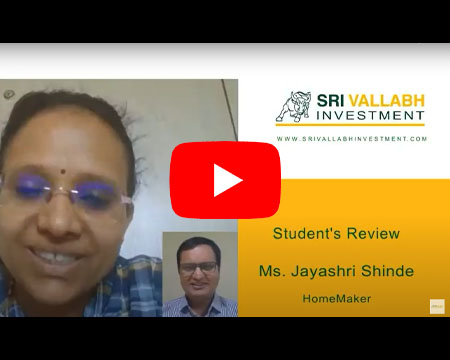 SRI VALLABH
INVESTMENT
WWW.SRIVALLABHINVESTMENT.COM
Student's Review
Ms. Jayashri Shinde
HomeMaker